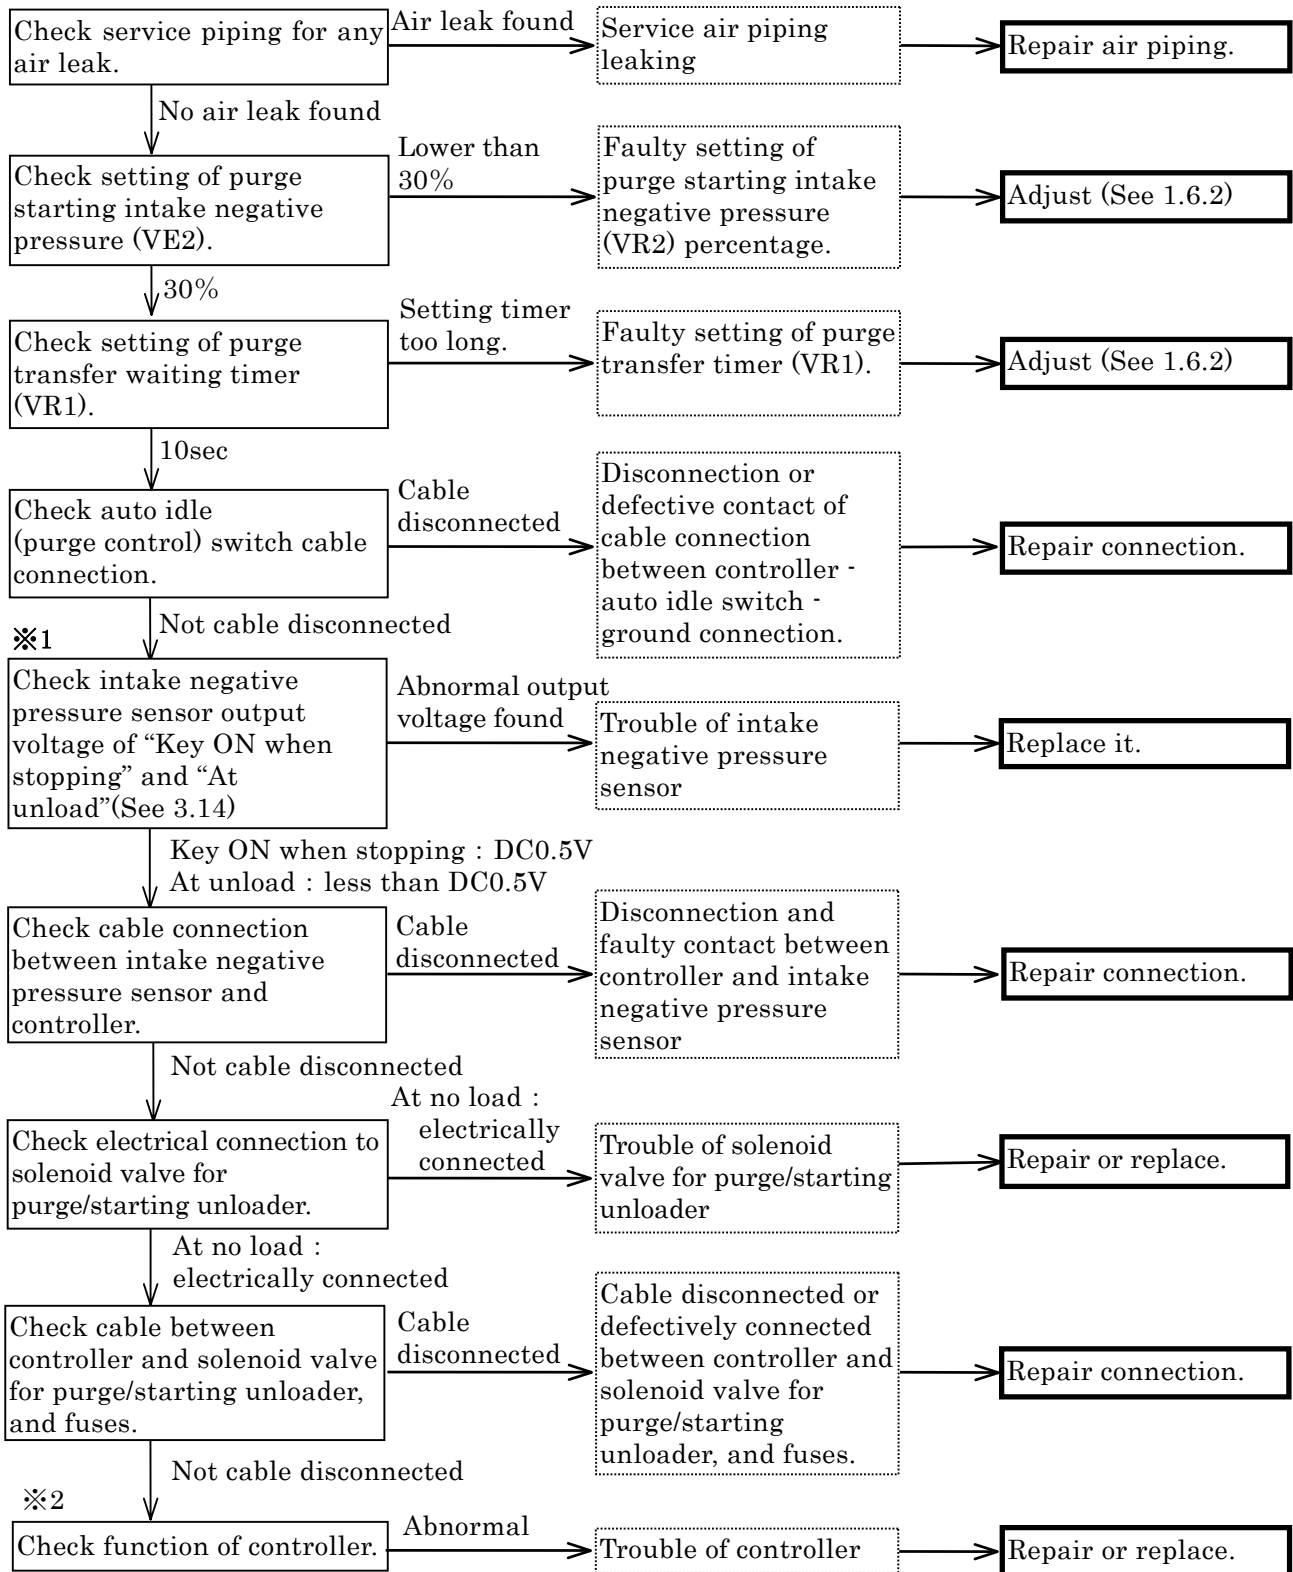 Check service piping for any
air leak.
Air leak found
Service air piping
leaking
Repair air piping.
No air leak found
Check setting of purge
starting intake negative
pressure (VE2).
Lower than
30%
Faulty setting of
purge starting intake
negative pressure
(VR2) percentage.
Adjust (See 1.6.2)
30%
Check setting of purge
transfer waiting timer
(VR1).
Setting timer
too long.
Faulty setting of purge
transfer timer (VR1).
Adjust (See 1.6.2)
10sec
Check auto idle
(purge control) switch cable
connection.
Cable
disconnected
Disconnection or
defective contact of
cable connection
between controller -
auto idle switch -
ground connection.
Repair connection.
Not cable disconnected
※1
Check intake negative
pressure sensor output
voltage of “Key ON when
stopping” and “At
unload”(See 3.14)
Abnormal output
voltage found
Trouble of intake
negative pressure
sensor
Replace it.
Key ON when stopping : DC0.5V
At unload : less than DC0.5V
Check cable connection
between intake negative
pressure sensor and
controller.
Cable
disconnected
Disconnection and
faulty contact between
controller and intake
negative pressure
sensor
Repair connection.
Not cable disconnected
Check electrical connection to
solenoid valve for
purge/starting unloader.
At no load :
electrically
connected
Trouble of solenoid
valve for purge/starting
unloader
Repair or replace.
At no load :
electrically connected
Check cable between
controller and solenoid valve
for purge/starting unloader,
and fuses.
Cable
disconnected
Cable disconnected or
defectively connected
between controller and
solenoid valve for
purge/starting
unloader, and fuses.
Repair connection.
Not cable disconnected
※2
Check function of controller.
Abnormal
Trouble of controller
Repair or replace.